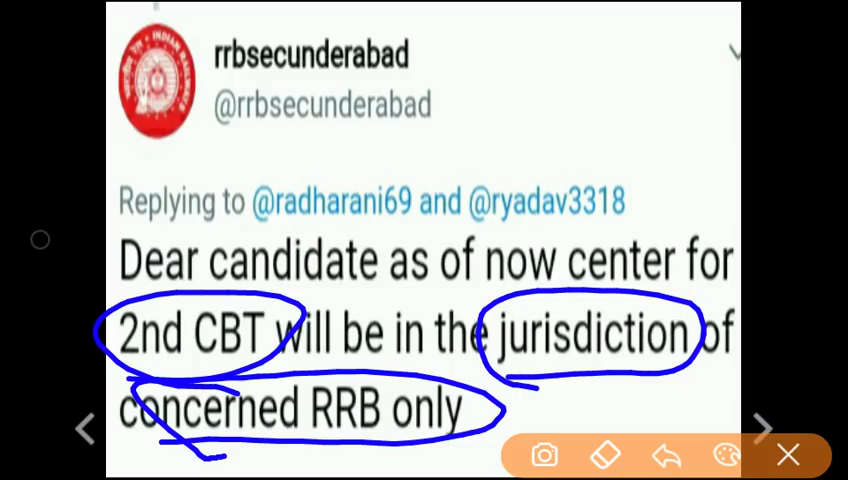 rrbsecunderabad
@rrbsecunderabad
Replying to @radharani69 and @ryadav3318
Dear candidate as of now center for
2nd CBT will be in the jurisdiction of
concerned RRB only